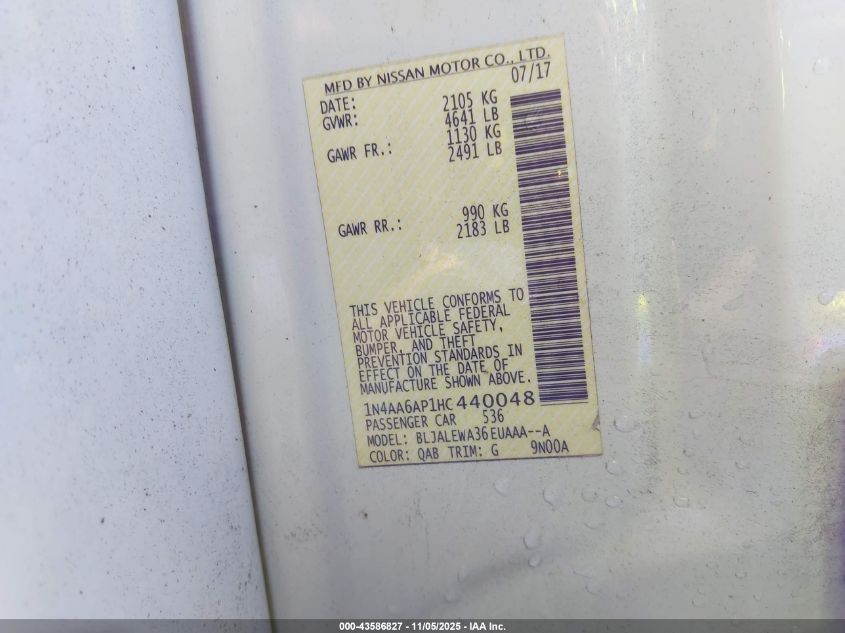 MFD BY NISSAN MOTOR CO., LTD.
DATE: 07/17
GVWR: 2105 KG
4641 LB
GAWR FR.: 1130 KG
2491 LB
GAWR RR.: 990 KG
2183 LB
THIS VEHICLE CONFORMS TO
ALL APPLICABLE FEDERAL
MOTOR VEHICLE SAFETY,
BUMPER, AND THEFT
PREVENTION STANDARDS IN
EFFECT ON THE DATE OF
MANUFACTURE SHOWN ABOVE.
1N4AA6AP1HC440048
PASSENGER CAR 536
MODEL: BLJALEWA36EUAAA--A
COLOR: QAB TRIM: G 9N00A
000-43586827 - 11/05/2025 - IAA Inc.